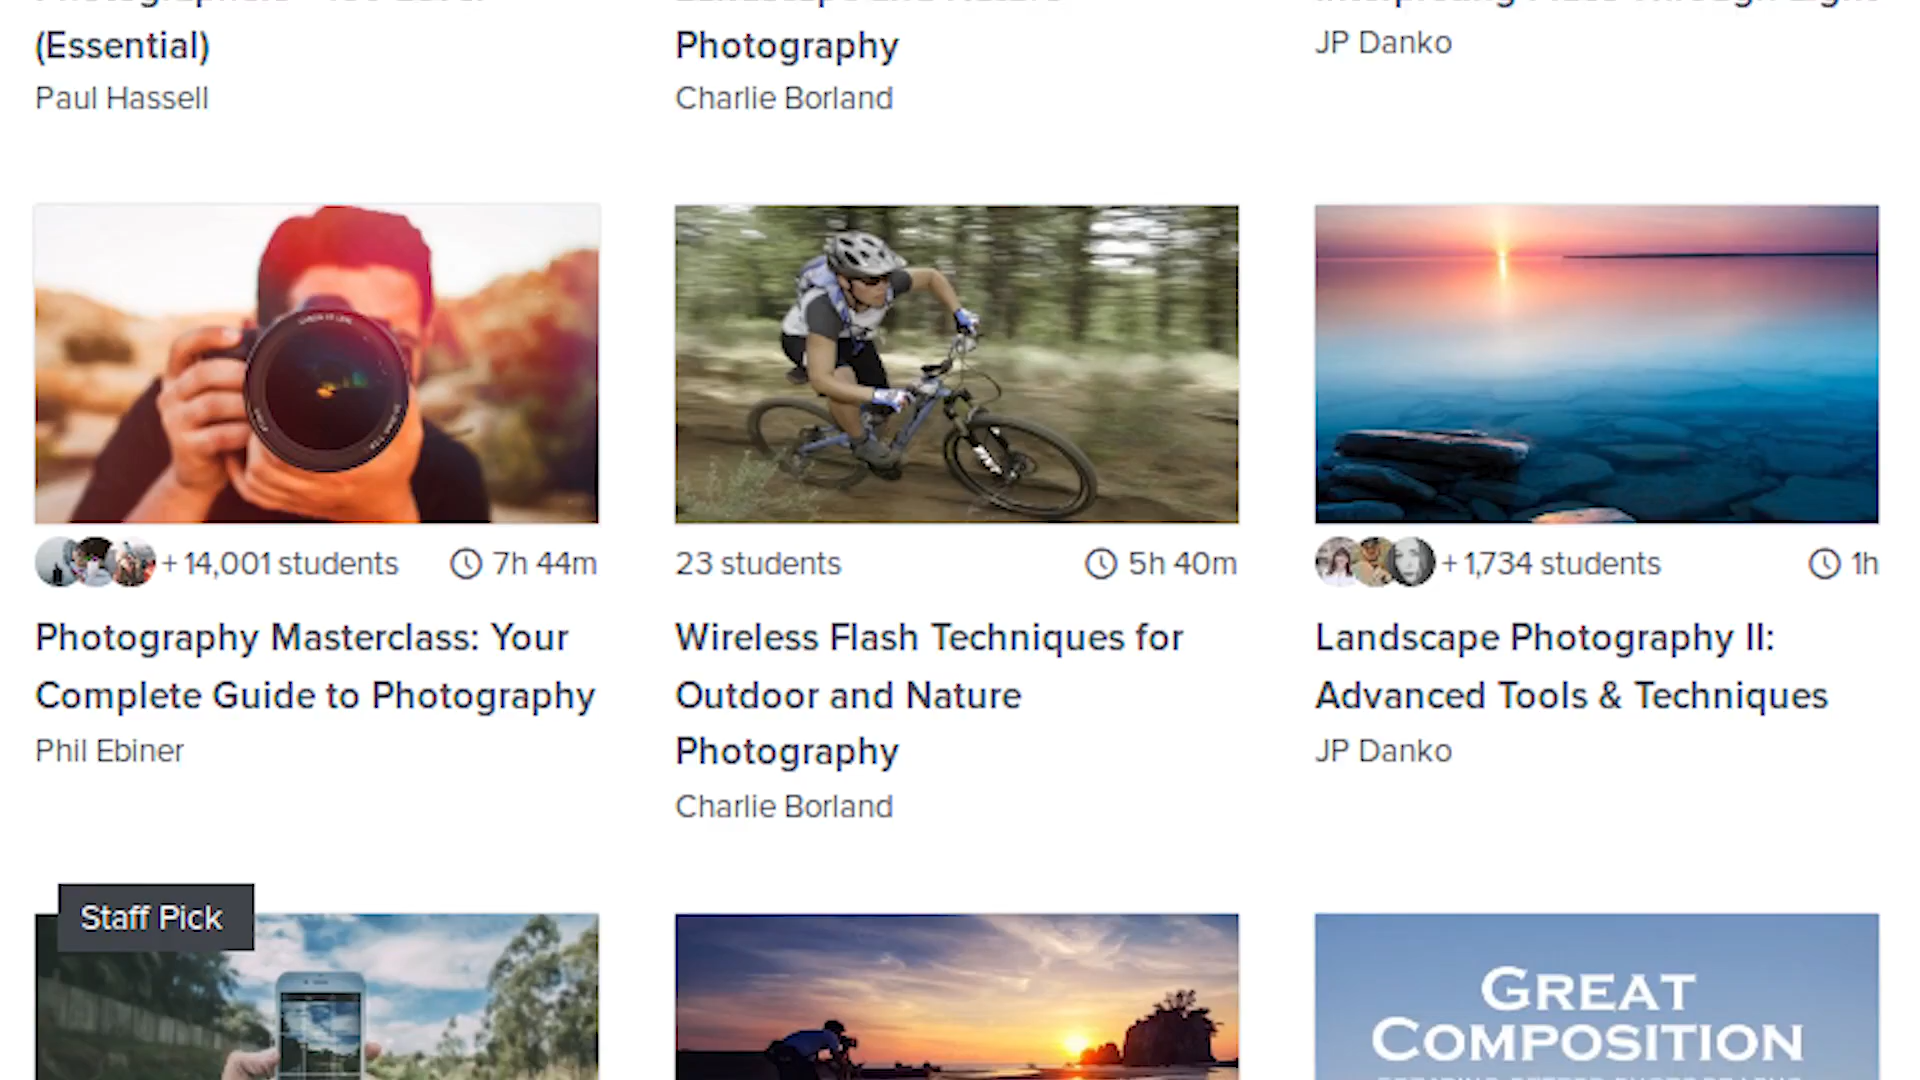 (Essential)
Paul Hassell
Photography
Charlie Borland
JP Danko
+ 14,001 students
7h 44m
Photography Masterclass: Your
Complete Guide to Photography
Phil Ebiner
23 students
5h 40m
Wireless Flash Techniques for
Outdoor and Nature
Photography
Charlie Borland
+ 1,734 students
1h
Landscape Photography II:
Advanced Tools & Techniques
JP Danko
Staff Pick
GREAT
COMPOSITION